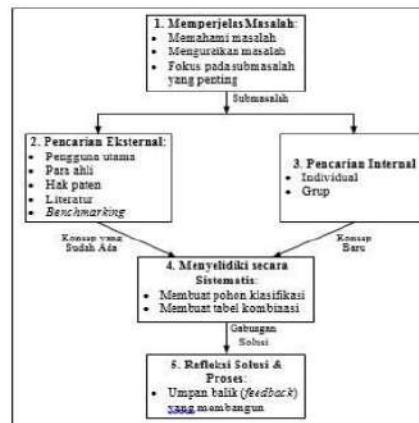 1. Memperjelas Masalah:
• Memahami masalah
• Menguraikan masalah
• Fokus pada submasalah
yang penting
Submasalah
2. Pencarian Eksternal:
• Pengguna utama
• Para ahli
• Hak paten
• Literatur
• Benchmarking
3. Pencarian Internal
• Individual
• Grup
Konsep yang
Sudah Ada
Konsep
Baru
4. Menyelidiki secara
Sistematis:
• Membuat pohon klasifikasi
• Membuat tabel kombinasi
Gabungan
Solusi
5. Refleksi Solusi &
Proses:
• Umpan balik (feedback)
yang membangun